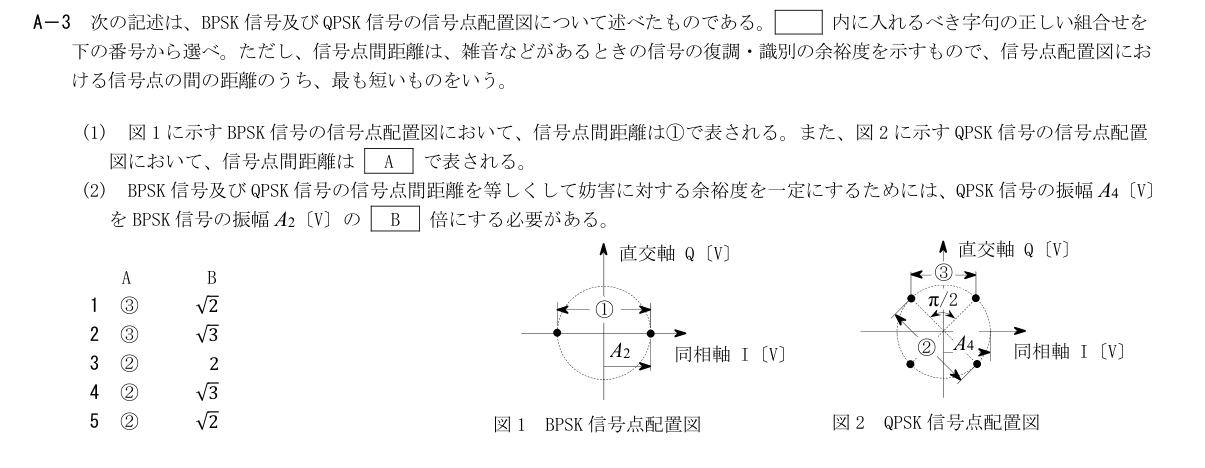 A－3 次の記述は、BPSK 信号及び QPSK 信号の信号点配置図について述べたものである。 内に入れるべき字句の正しい組合せを
下の番号から選べ。ただし、信号点間距離は、雑音などがあるときの信号の復調・識別の余裕度を示すもので、信号点配置図にお
ける信号点の間の距離のうち、最も短いものをいう。
(1) 図１に示す BPSK 信号の信号点配置図において、信号点間距離は①で表される。また、図２に示す QPSK 信号の信号点配置
図において、信号点間距離は A で表される。
(2) BPSK 信号及び QPSK 信号の信号点間距離を等しくして妨害に対する余裕度を一定にするためには、QPSK 信号の振幅 A4〔V〕
を BPSK 信号の振幅 A2〔V〕の B 倍にする必要がある。
A B
1 ③ √2
2 ③ √3
3 ② 2
4 ② √3
5 ② √2
直交軸 Q〔V〕
①
A2
同相軸 I〔V〕
図１ BPSK 信号点配置図
直交軸 Q〔V〕
③
π/2
②
A4
同相軸 I〔V〕
図２ QPSK 信号点配置図